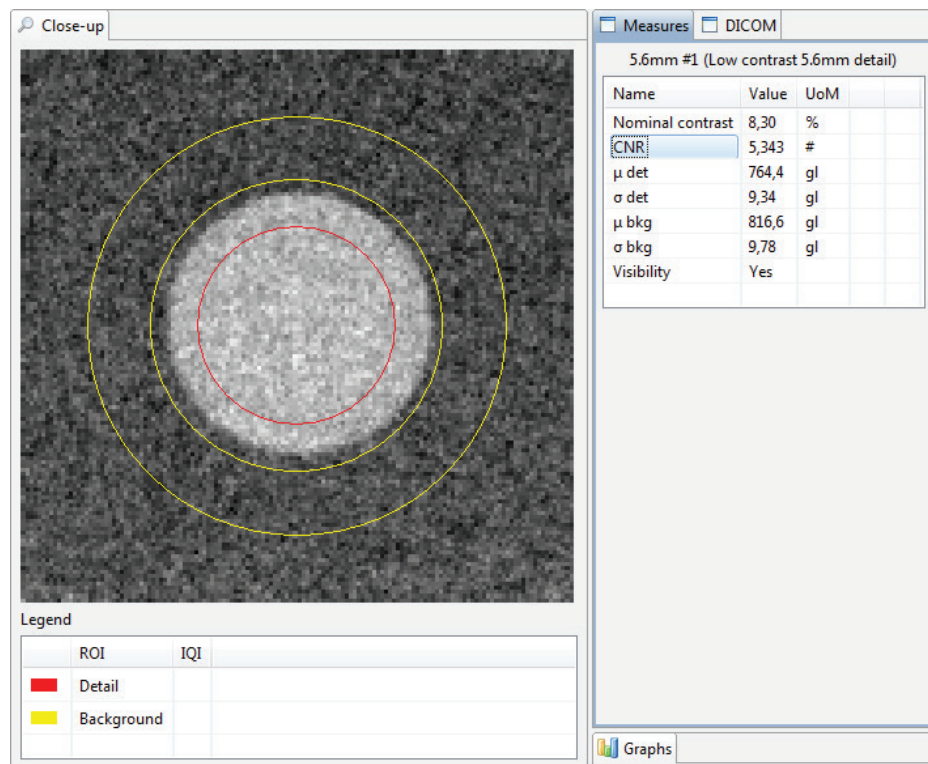 Close-up
Legend
ROI IQI
Detail
Background
Measures DICOM
5.6mm #1 (Low contrast 5.6mm detail)
Name Value UoM
Nominal contrast 8,30 %
CNR 5,343 #
μ det 764,4 gl
σ det 9,34 gl
μ bkg 816,6 gl
σ bkg 9,78 gl
Visibility Yes
Graphs